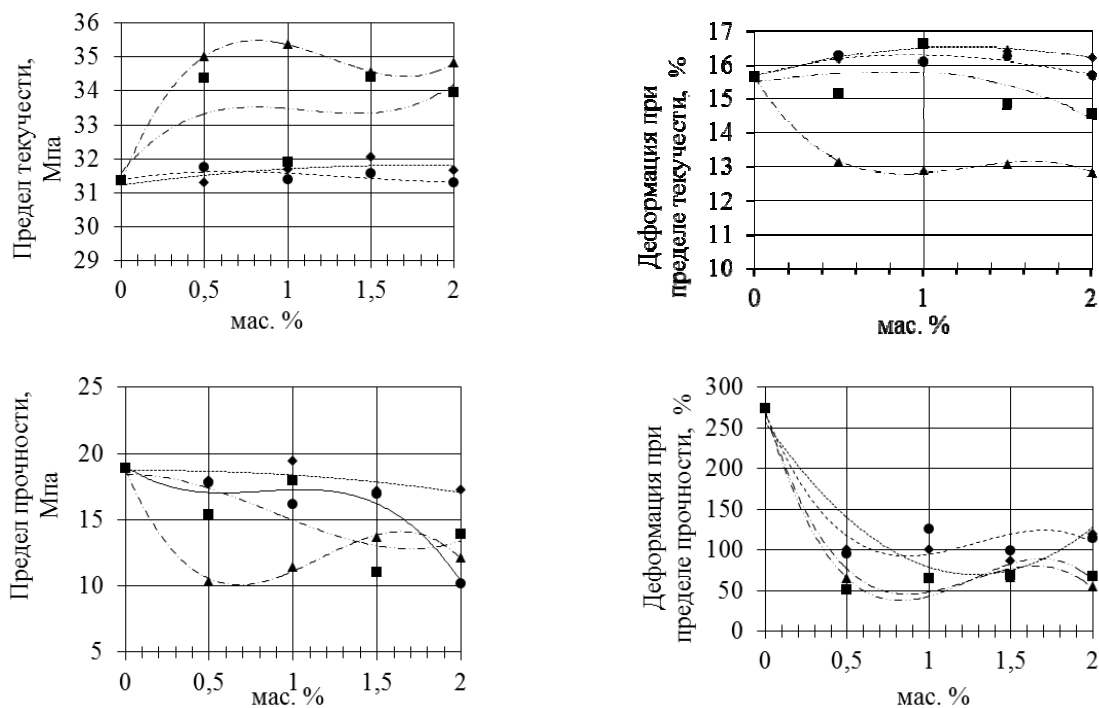 Предел текучести,
Мпа
36
35
34
33
32
31
30
29
0 0,5 1 1,5 2
мас. %
Деформация при
пределе текучести, %
17
16
15
14
13
12
11
10
0 1 2
мас. %
Предел прочности,
Мпа
25
20
15
10
5
0 0,5 1 1,5 2
мас. %
Деформация при
пределе прочности, %
300
250
200
150
100
50
0
0 0,5 1 1,5 2
мас. %